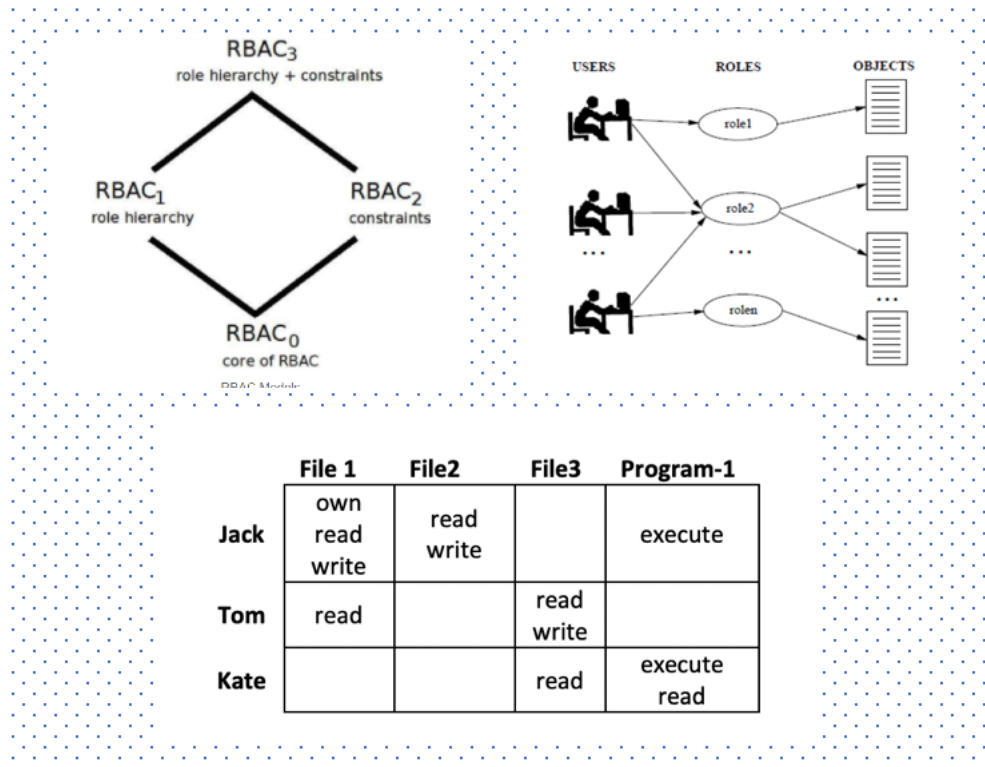 RBAC3
role hierarchy + constraints
RBAC1
role hierarchy
RBAC2
constraints
RBAC0
core of RBAC
RBAC Models
USERS ROLES OBJECTS
role1
role2
... ...
...
rolen
File 1 File2 File3 Program-1
Jack
own
read
write
read
write
execute
Tom
read
read
write
Kate
read
execute
read